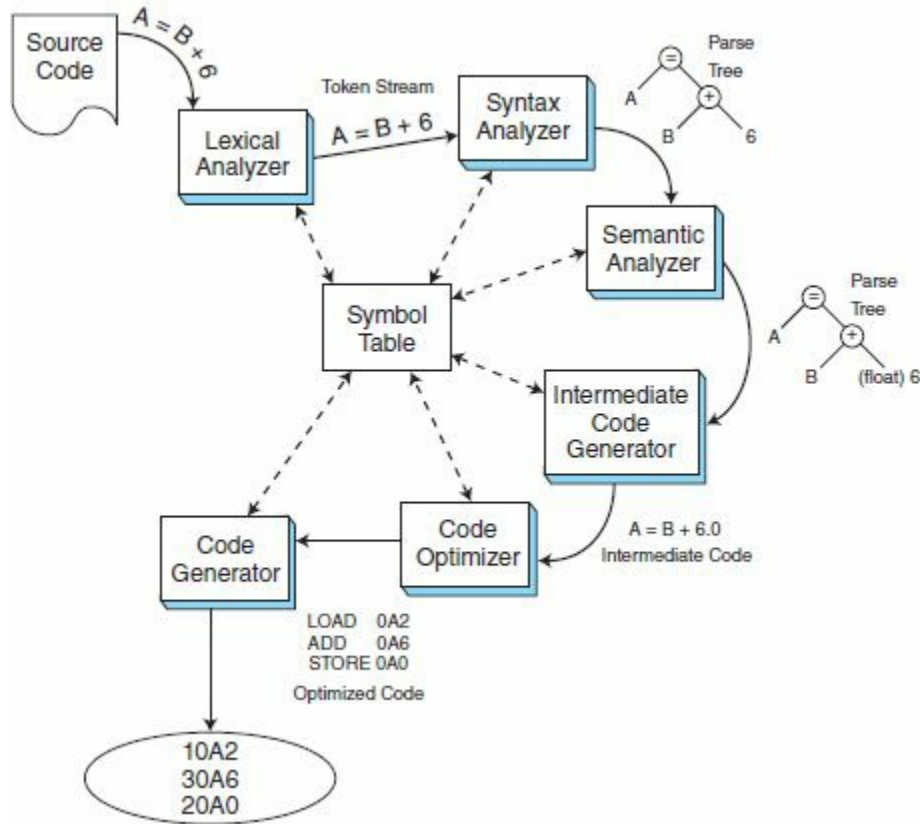 Source
Code
A = B + 6
Lexical
Analyzer
Token Stream
A = B + 6
Syntax
Analyzer
Parse
Tree
=
A
+
B
6
Semantic
Analyzer
Parse
Tree
=
A
+
B
(float) 6
Symbol
Table
Intermediate
Code
Generator
A = B + 6.0
Intermediate Code
Code
Optimizer
LOAD 0A2
ADD 0A6
STORE 0A0
Optimized Code
Code
Generator
10A2
30A6
20A0